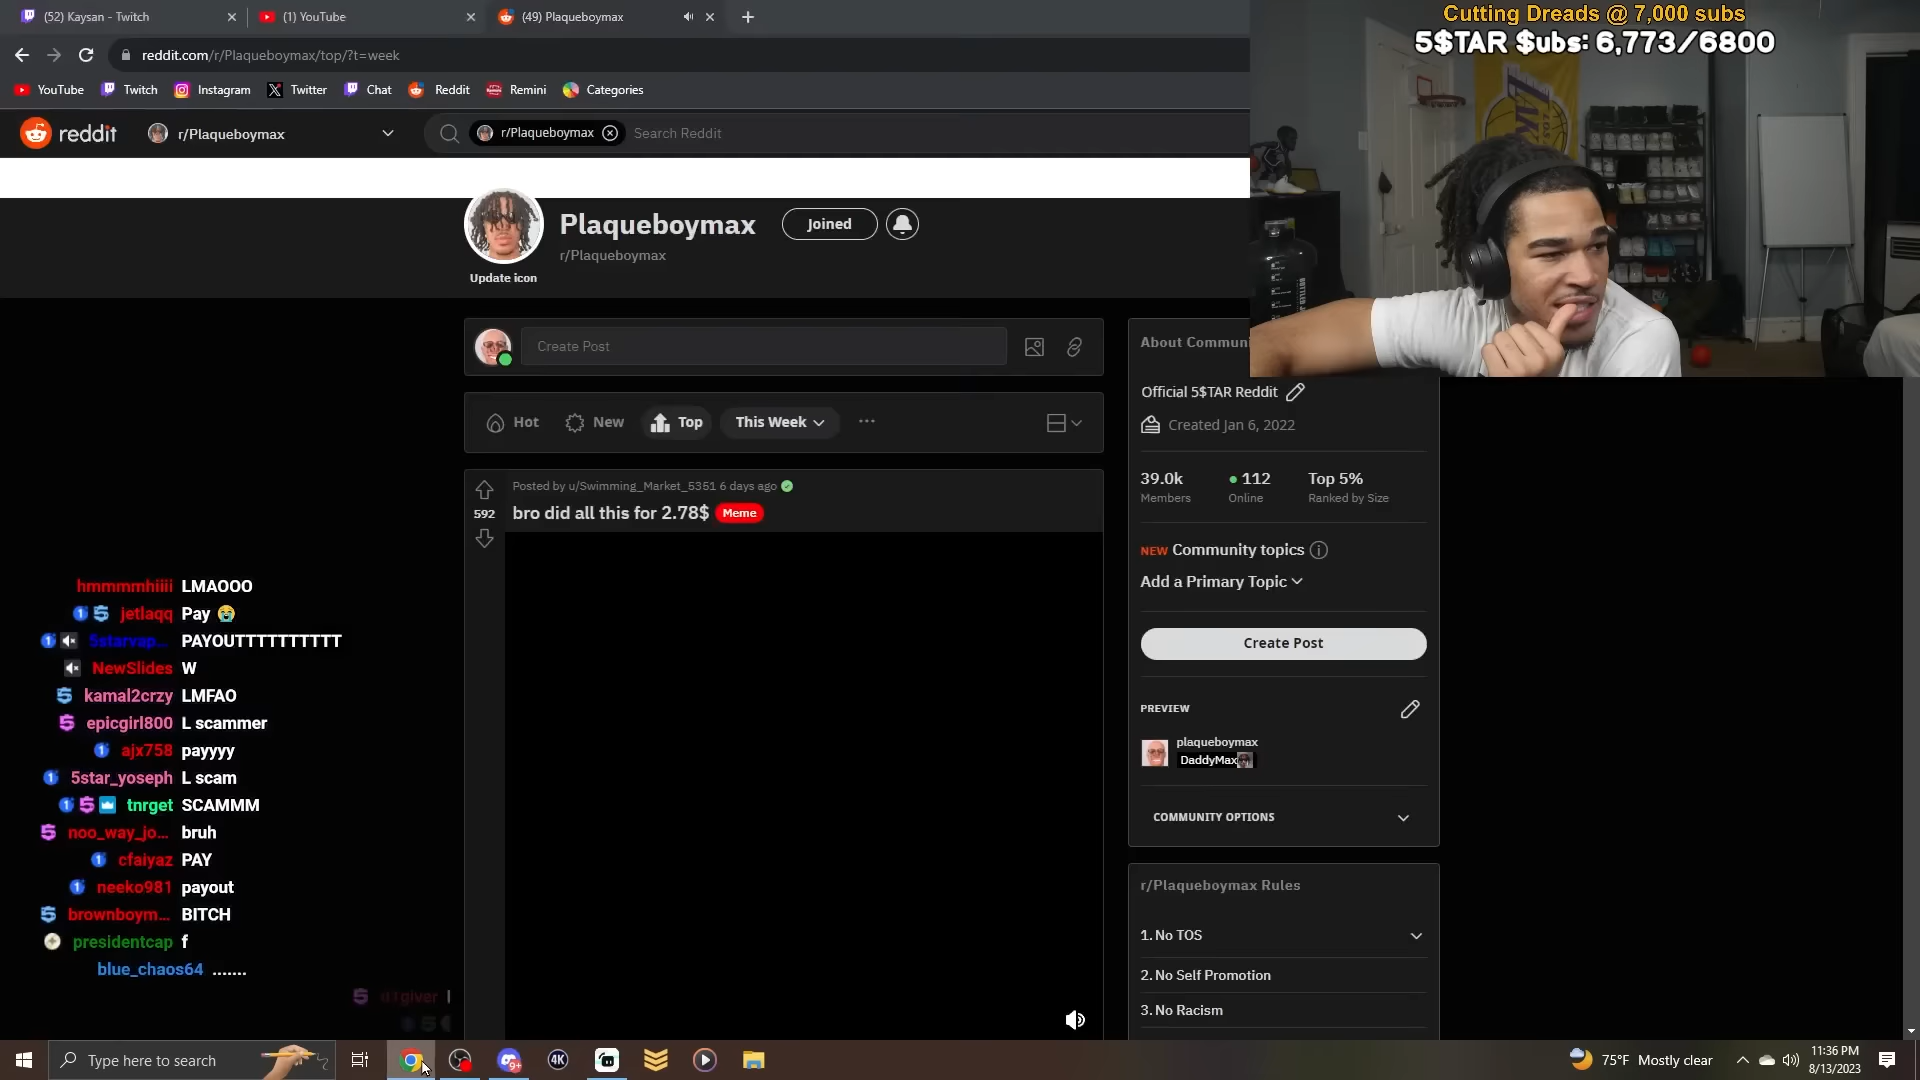 (52) Kaysan - Twitch
(1) YouTube
(49) Plaqueboymax
Cutting Dreads @ 7,000 subs
5$TAR $ubs: 6,773/6800
reddit.com/r/Plaqueboymax/top/?t=week
YouTube
Twitch
Instagram
Twitter
Chat
Reddit
Remini
Categories
reddit
r/Plaqueboymax
r/Plaqueboymax
Search Reddit
Plaqueboymax
Joined
r/Plaqueboymax
Update icon
Create Post
About Commun
Official 5$TAR Reddit
Created Jan 6, 2022
Hot
New
Top
This Week
...
39.0k
Members
112
Online
Top 5%
Ranked by Size
Posted by u/Swimming_Market_5351 6 days ago
592
bro did all this for 2.78$ Meme
NEW Community topics
Add a Primary Topic
Create Post
PREVIEW
plaqueboymax
DaddyMax
COMMUNITY OPTIONS
r/Plaqueboymax Rules
1. No TOS
2. No Self Promotion
3. No Racism
hmmmmhiiii LMAOOO
jetlaqq Pay 😭
5starvap... PAYOUTTTTTTTTTT
NewSlides W
kamal2crzy LMFAO
epicgirl800 L scammer
ajx758 payyyy
5star_yoseph L scam
tnrget SCAMMM
noo_way_jo... bruh
cfaiyaz PAY
neeko981 payout
brownboym... BITCH
presidentcap f
blue_chaos64 .......
Type here to search
9+
4K
75°F Mostly clear
11:36 PM
8/13/2023